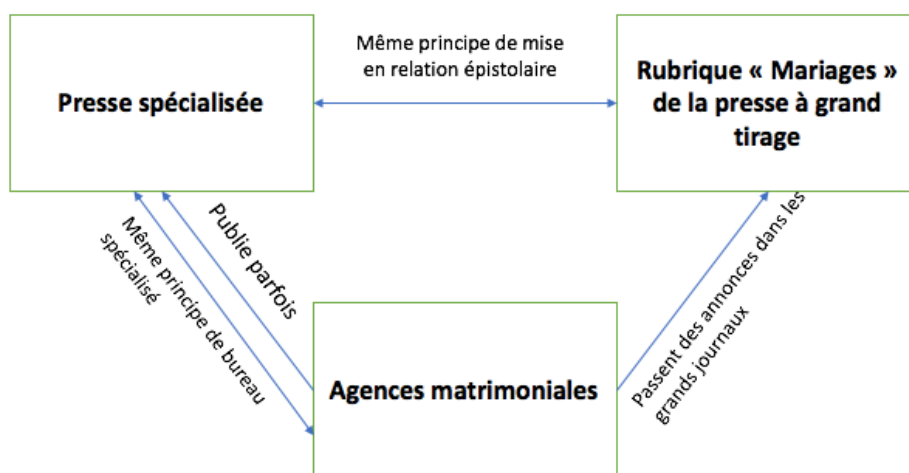 Même principe de mise
en relation épistolaire
Presse spécialisée
Rubrique « Mariages »
de la presse à grand
tirage
Même principe de bureau
spécialisé
Publie parfois
Passent des annonces dans les
grands journaux
Agences matrimoniales